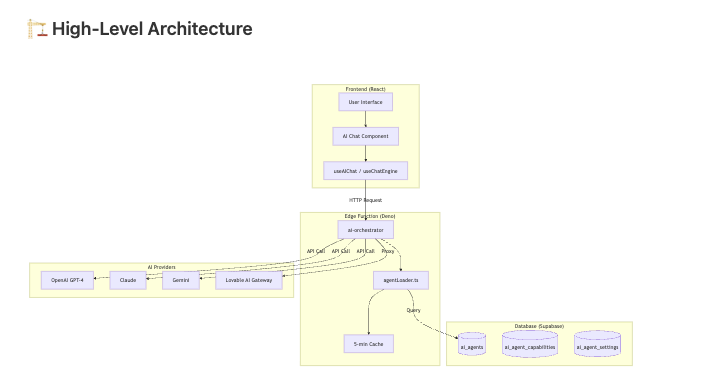 High-Level Architecture
Frontend (React)
User Interface
AI Chat Component
useAIChat / useChatEngine
HTTP Request
Edge Function (Deno)
ai-orchestrator
API Call
API Call
API Call
Proxy
AI Providers
OpenAI GPT-4
Claude
Gemini
Lovable AI Gateway
agentLoader.ts
Query
5-min Cache
Database (Supabase)
ai_agents
ai_agent_capabilities
ai_agent_settings